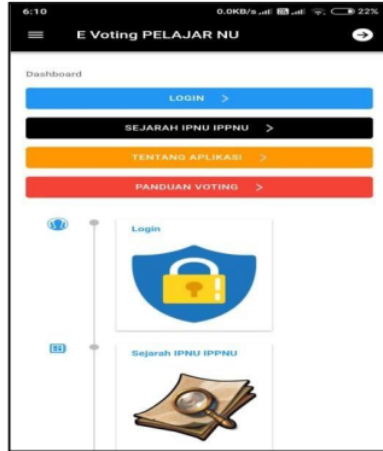 6:10 0.0KB/s 22%
E Voting PELAJAR NU
Dashboard
LOGIN >
SEJARAH IPNU IPPNU >
TENTANG APLIKASI >
PANDUAN VOTING >
Login
Sejarah IPNU IPPNU